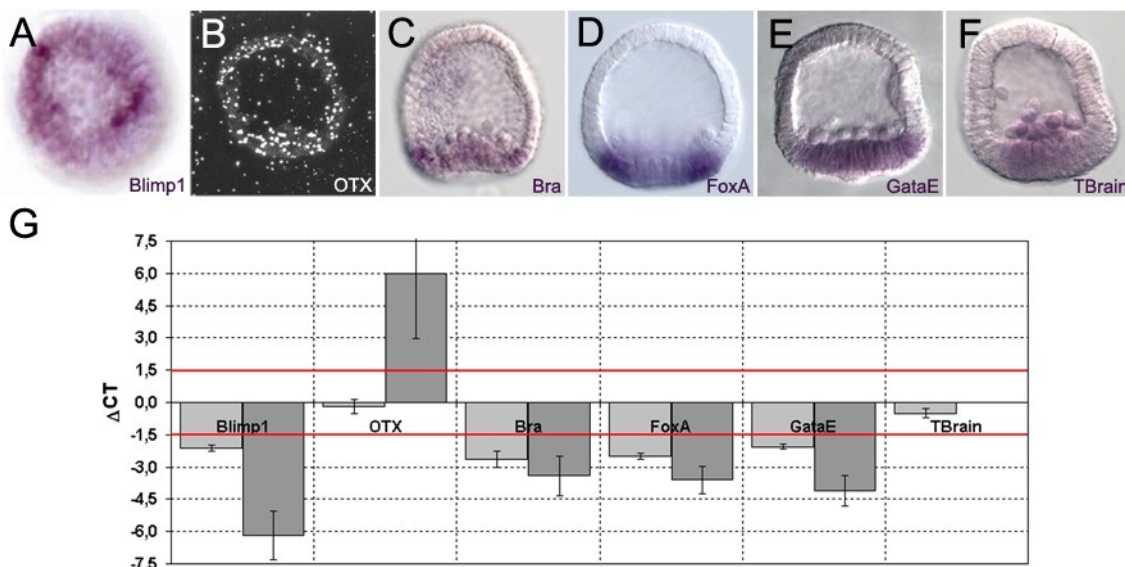 A B C D E F
Blimp1 OTX Bra FoxA GataE TBrain
G
7,5
6,0
4,5
3,0
1,5
0,0
-1.5
-3.0
-4.5
-6.0
-7.5
ΔCT
Blimp1 OTX Bra FoxA GataE TBrain